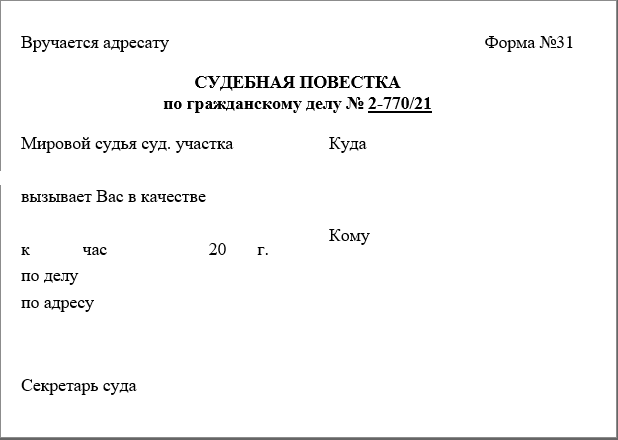 Вручается адресату Форма №31
СУДЕБНАЯ ПОВЕСТКА
по гражданскому делу № 2-770/21
Мировой судья суд. участка Куда
вызывает Вас в качестве
Кому
к час 20 г.
по делу
по адресу
Секретарь суда